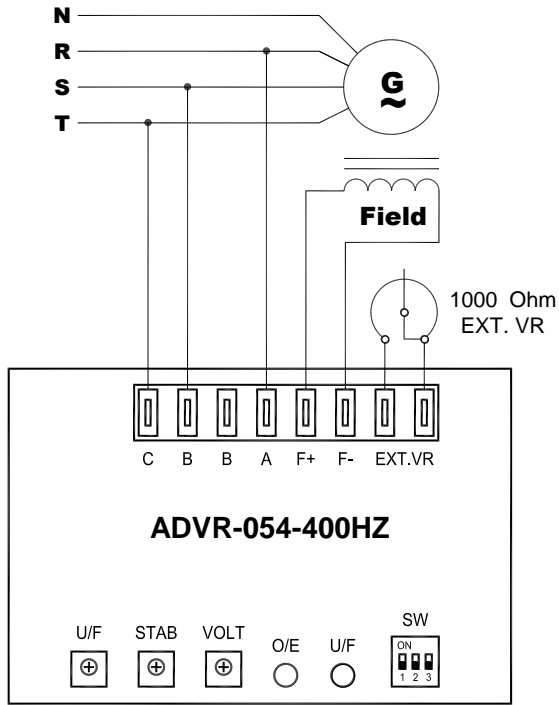 N
R
S
T
G
~
Field
1000 Ohm
EXT. VR
C B B A F+ F- EXT.VR
ADVR-054-400HZ
U/F STAB VOLT O/E U/F SW
ON
1 2 3